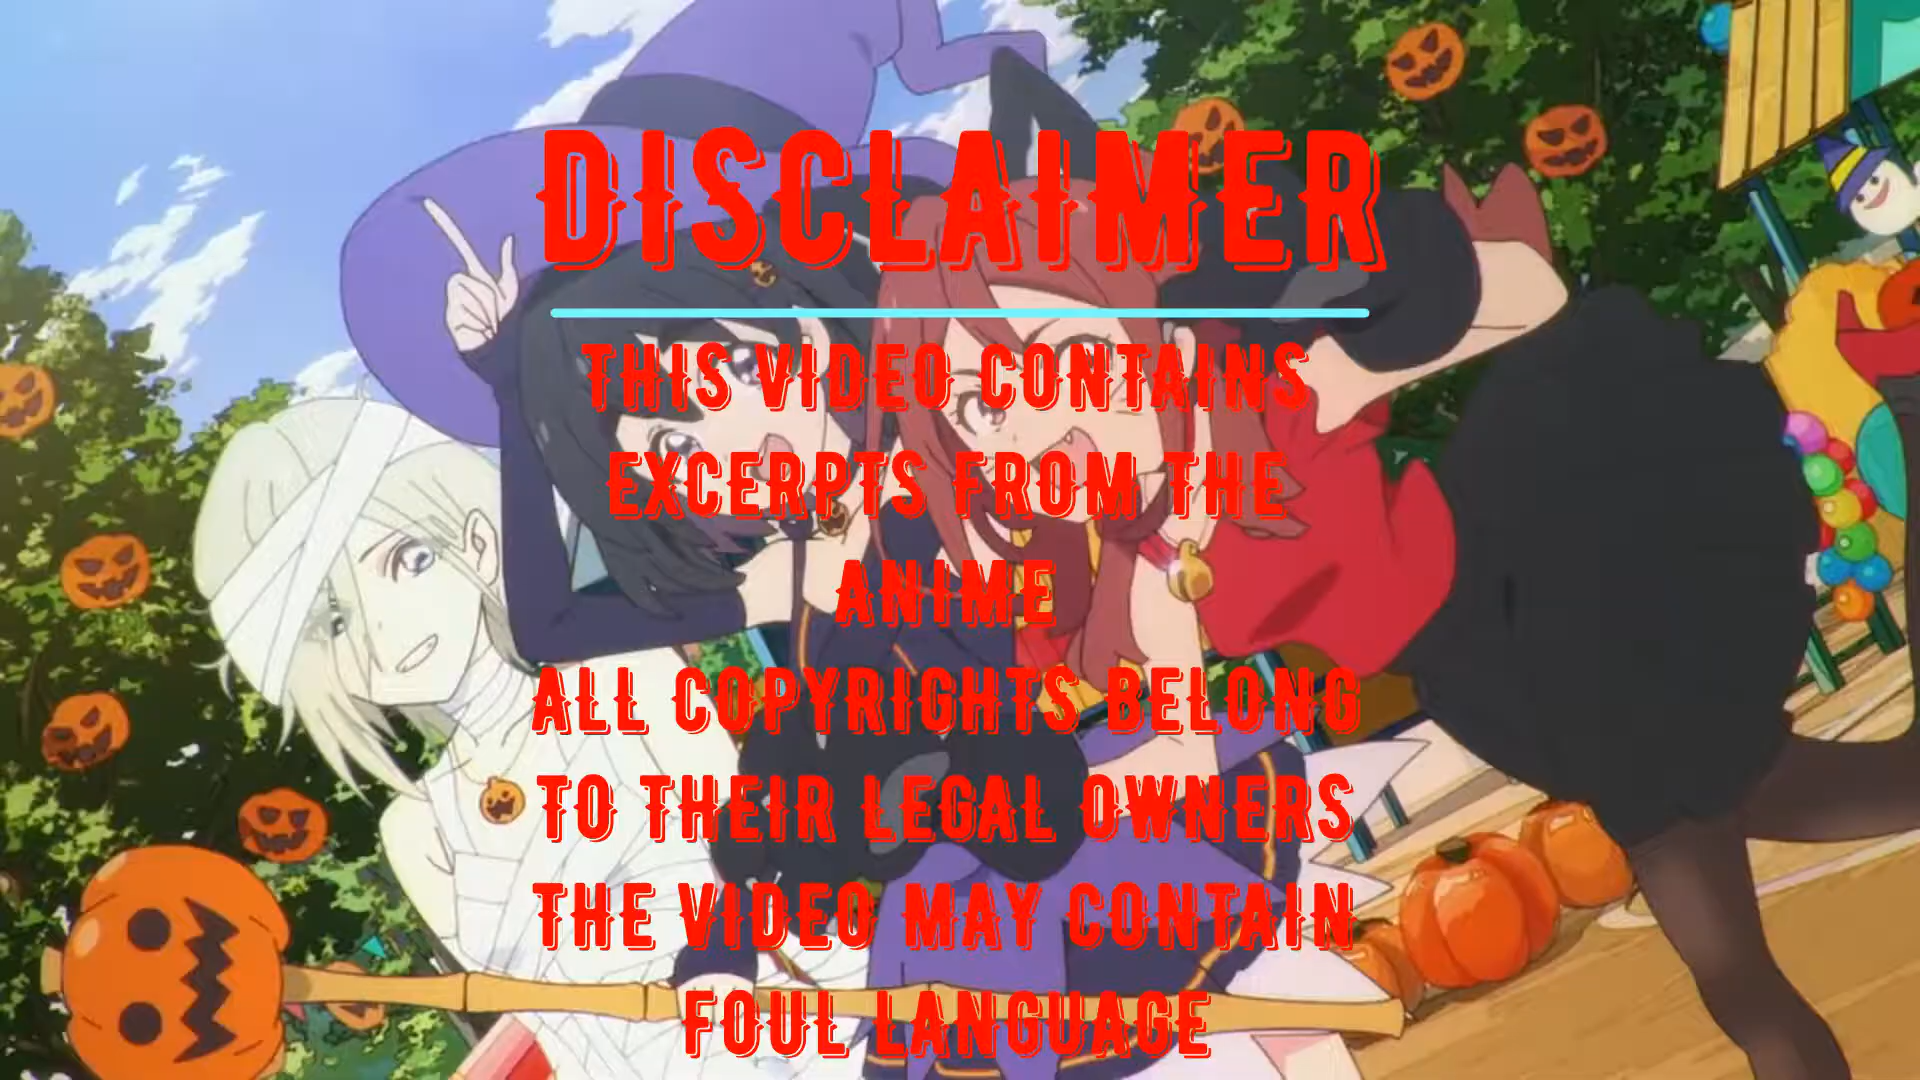 DISCLAIMER
THIS VIDEO CONTAINS
EXCERPTS FROM THE
ANIME
ALL COPYRIGHTS BELONG
TO THEIR LEGAL OWNERS
THE VIDEO MAY CONTAIN
FOUL LANGUAGE